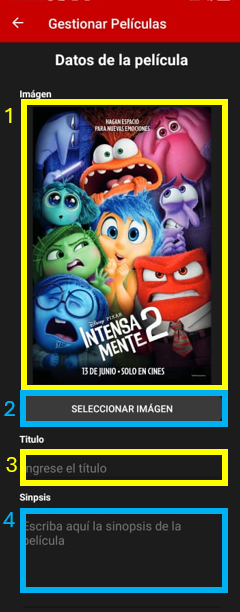 Gestionar Películas
Datos de la película
Imágen
1
HAGAN ESPACIO
PARA NUEVAS EMOCIONES
Disney PIXAR
INTENSA
MENTE 2
13 DE JUNIO • SOLO EN CINES
2
SELECCIONAR IMÁGEN
Titulo
3
Ingrese el título
Sinpsis
4
Escriba aquí la sinopsis de la
película